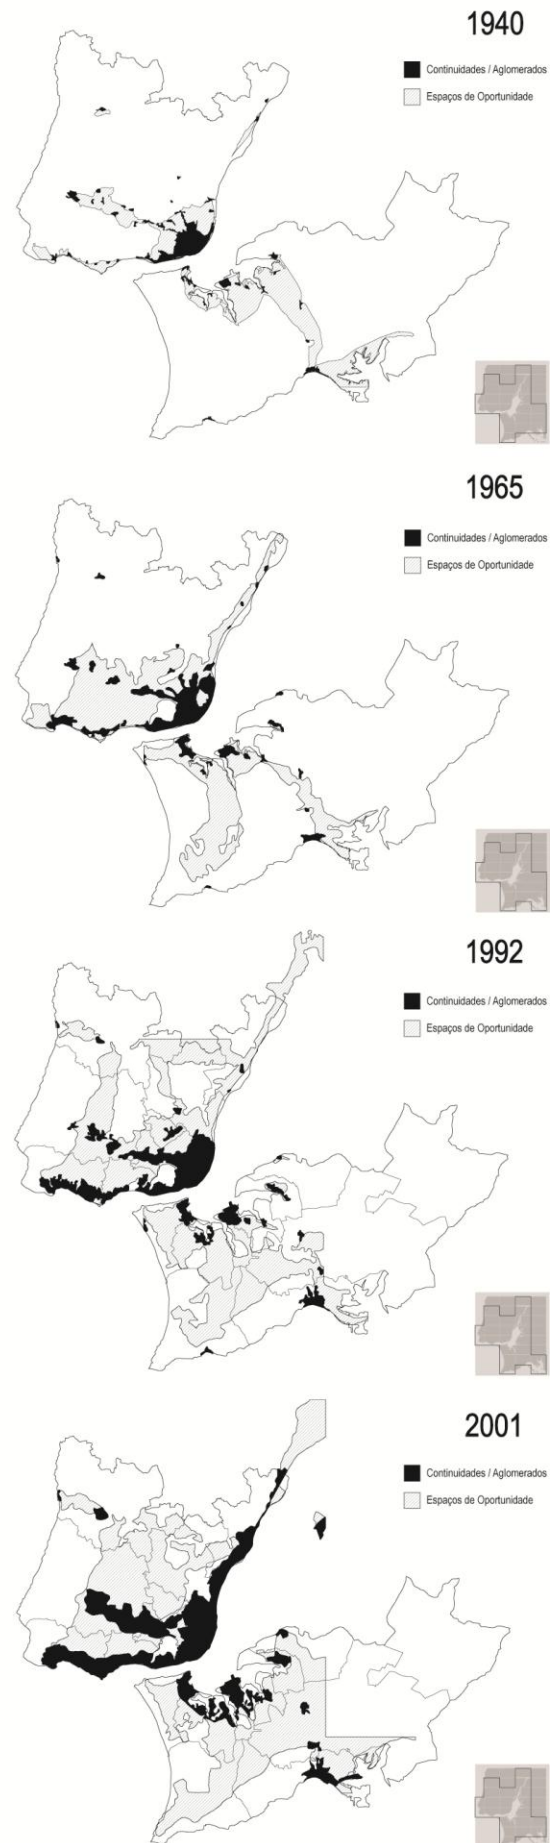 1940
Continuidades / Aglomerados
Espaços de Oportunidade
1965
Continuidades / Aglomerados
Espaços de Oportunidade
1992
Continuidades / Aglomerados
Espaços de Oportunidade
2001
Continuidades / Aglomerados
Espaços de Oportunidade